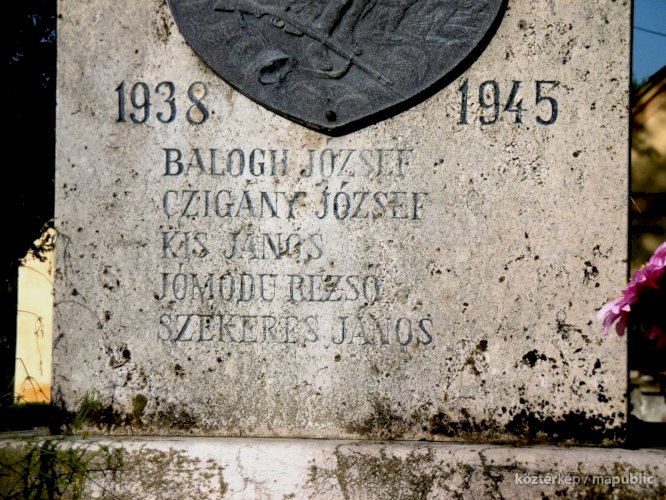 1938 1945
BALOGH JÓZSEF
CZIGÁNY JÓZSEF
KIS JÁNOS
JÓMODU REZSŐ
SZEKERES JÁNOS
köztérkép / mapublic